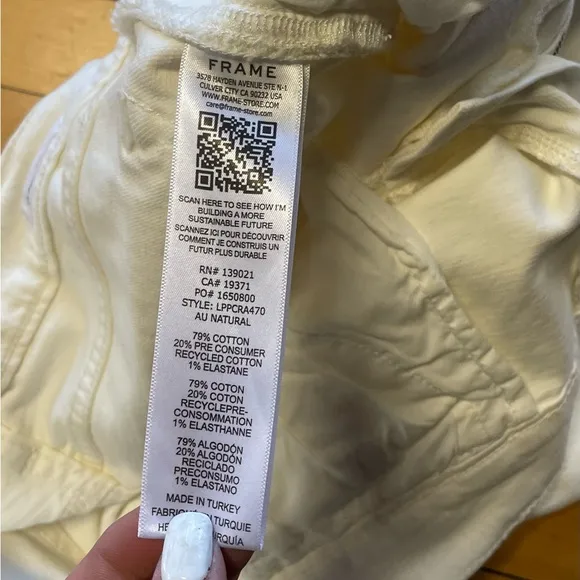 FRAME
3578 HAYDEN AVENUE STE N-1
CULVER CITY CA 90232 USA
WWW.FRAME-STORE.COM
care@frame-store.com
SCAN HERE TO SEE HOW I'M
BUILDING A MORE
SUSTAINABLE FUTURE
SCANNEZ ICI POUR DÉCOUVRIR
COMMENT JE CONSTRUIS UN
FUTUR PLUS DURABLE
RN# 139021
CA# 19371
PO# 1650800
STYLE: LPPCRA470
AU NATURAL
79% COTTON
20% PRE CONSUMER
RECYCLED COTTON
1% ELASTANE
79% COTON
20% COTON
RECYCLEPRE-
CONSOMMATION
1% ELASTHANNE
79% ALGODÓN
20% ALGODÓN
RECICLADO
PRECONSUMO
1% ELASTANO
MADE IN TURKEY
EN TURQUIE
TURQUIA